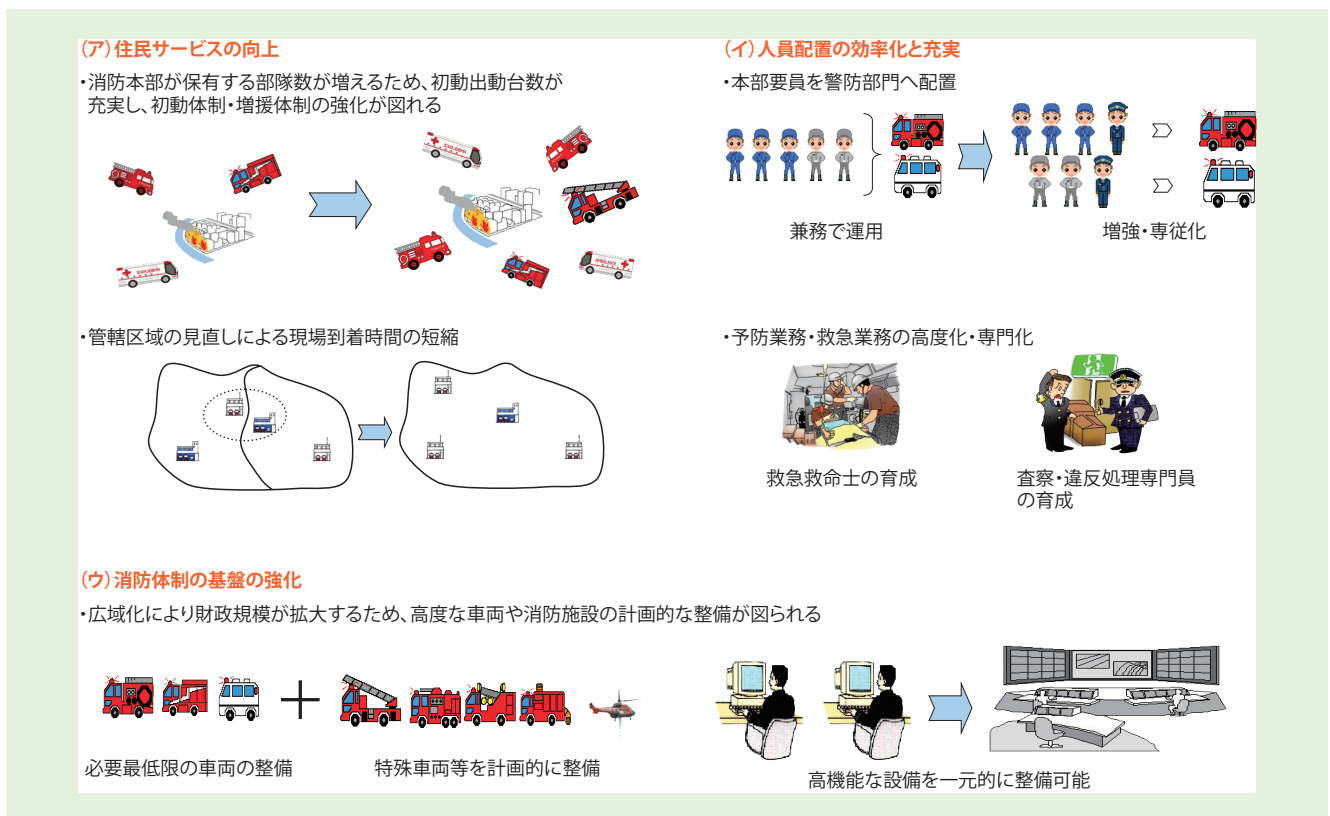 (ア)住民サービスの向上
・消防本部が保有する部隊数が増えるため、初動出動台数が
充実し、初動体制・増援体制の強化が図れる
・管轄区域の見直しによる現場到着時間の短縮
(イ)人員配置の効率化と充実
・本部要員を警防部門へ配置
兼務で運用
増強・専従化
・予防業務・救急業務の高度化・専門化
救急救命士の育成
査察・違反処理専門員
の育成
(ウ)消防体制の基盤の強化
・広域化により財政規模が拡大するため、高度な車両や消防施設の計画的な整備が図られる
必要最低限の車両の整備
特殊車両等を計画的に整備
高機能な設備を一元的に整備可能